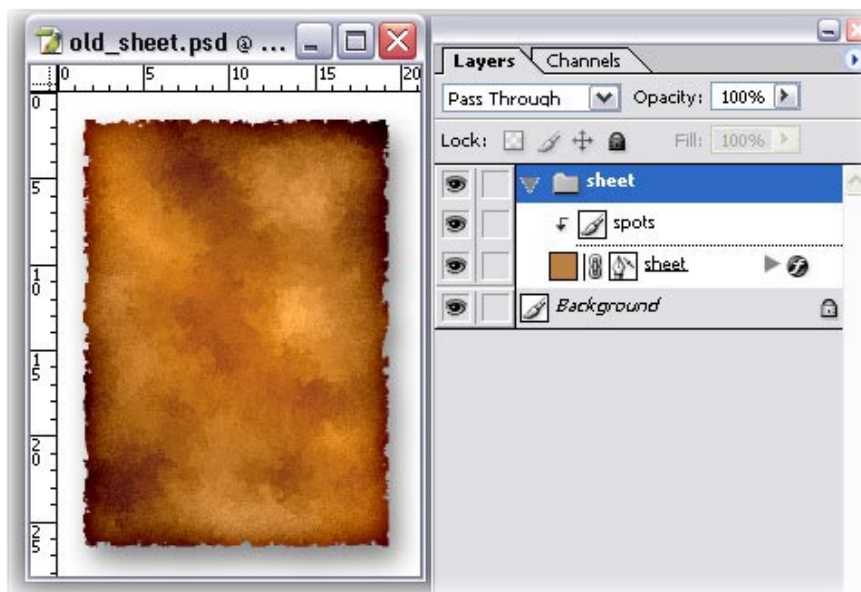 old_sheet.psd @ ...
0 5 10 15 20
0
5
10
15
20
25
Layers Channels
Pass Through Opacity: 100%
Lock: Fill: 100%
sheet
spots
sheet
Background